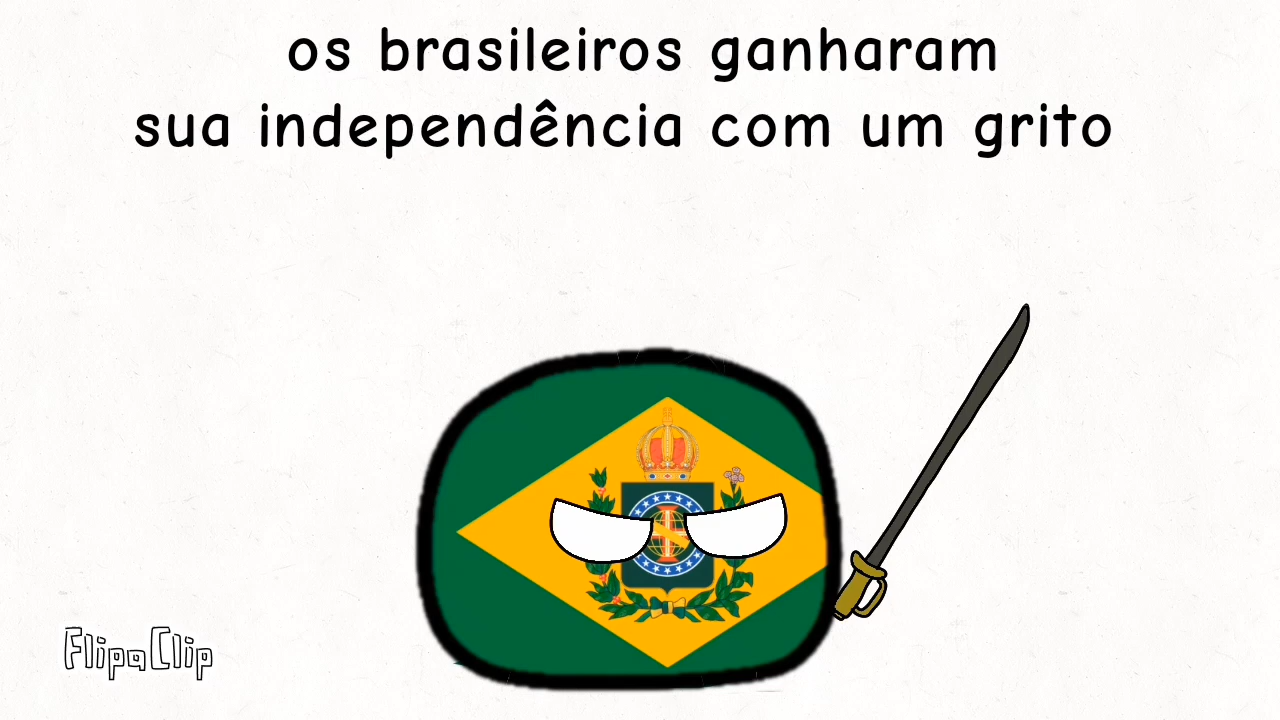 os brasileiros ganharam
sua independência com um grito
FlipaClip